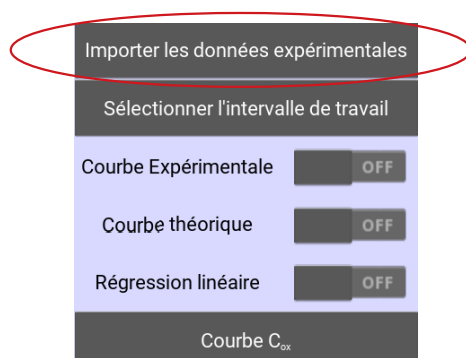 Importer les données expérimentales
Sélectionner l'intervalle de travail
Courbe Expérimentale OFF
Courbe théorique OFF
Régression linéaire OFF
Courbe Cₒₓ